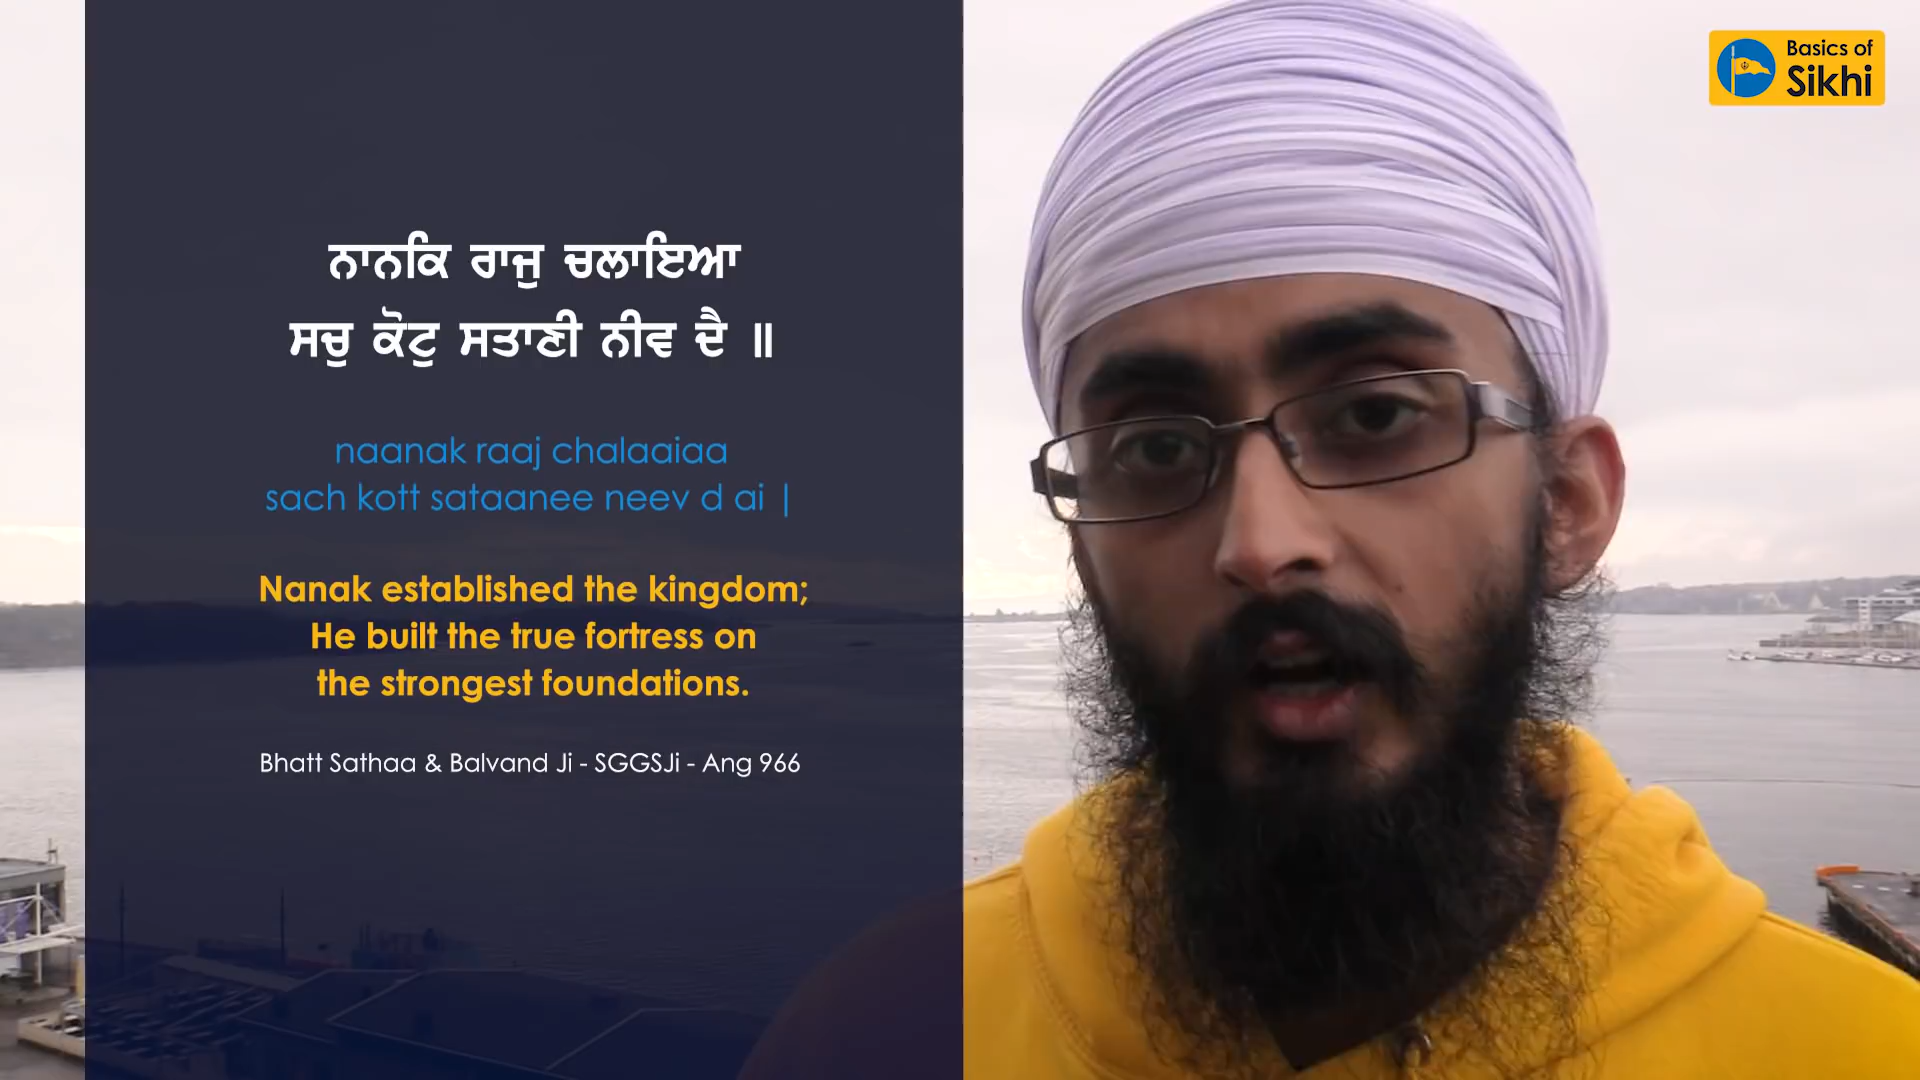 Basics of
Sikhi
ਨਾਨਕਿ ਰਾਜੁ ਚਲਾਇਆ
ਸਚੁ ਕੋਟੁ ਸਤਾਣੀ ਨੀਵ ਦੈ ॥
naanak raaj chalaaiaa
sach kott sataanee neev d ai |
Nanak established the kingdom;
He built the true fortress on
the strongest foundations.
Bhatt Sathaa & Balvand Ji - SGGSJi - Ang 966